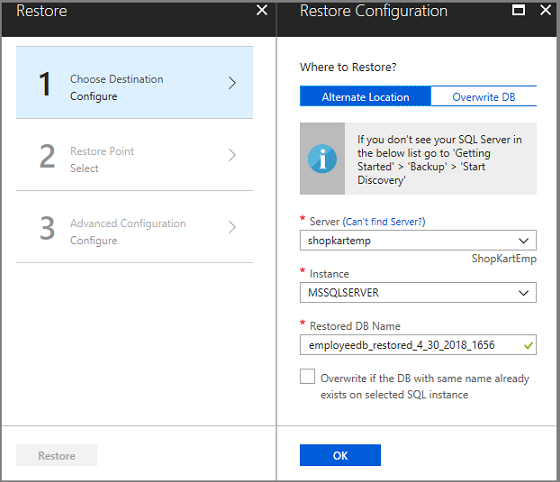 Restore
1
Choose Destination
Configure
2
Restore Point
Select
3
Advanced Configuration
Configure
Restore
Restore Configuration
Where to Restore?
Alternate Location
Overwrite DB
If you don't see your SQL Server in
the below list go to 'Getting
Started' > 'Backup' > 'Start
Discovery'
* Server (Can't find Server?)
shopkartemp
ShopKartEmp
* Instance
MSSQLSERVER
* Restored DB Name
employeedb_restored_4_30_2018_1656
Overwrite if the DB with same name already
exists on selected SQL instance
OK